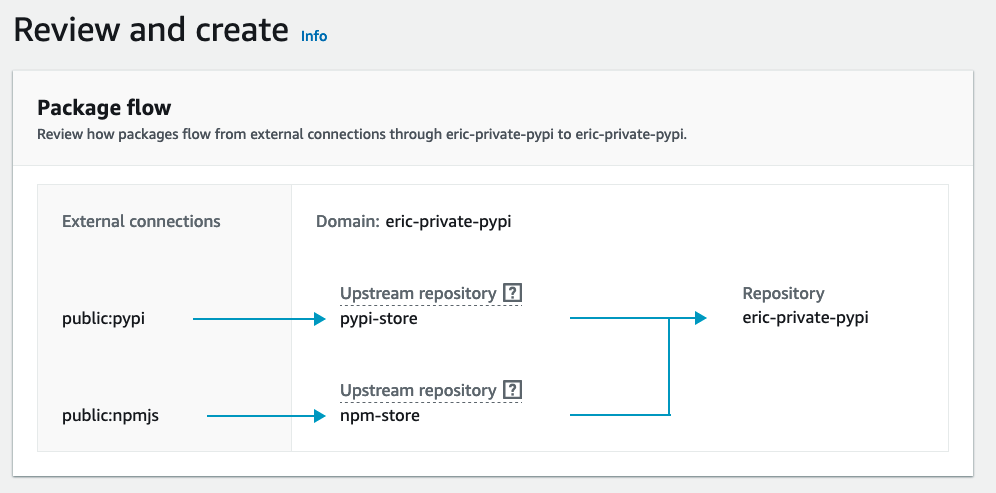 Review and create Info
Package flow
Review how packages flow from external connections through eric-private-pypi to eric-private-pypi.
External connections
Domain: eric-private-pypi
Upstream repository [?]
Repository
public:pypi
pypi-store
eric-private-pypi
Upstream repository [?]
public:npmjs
npm-store